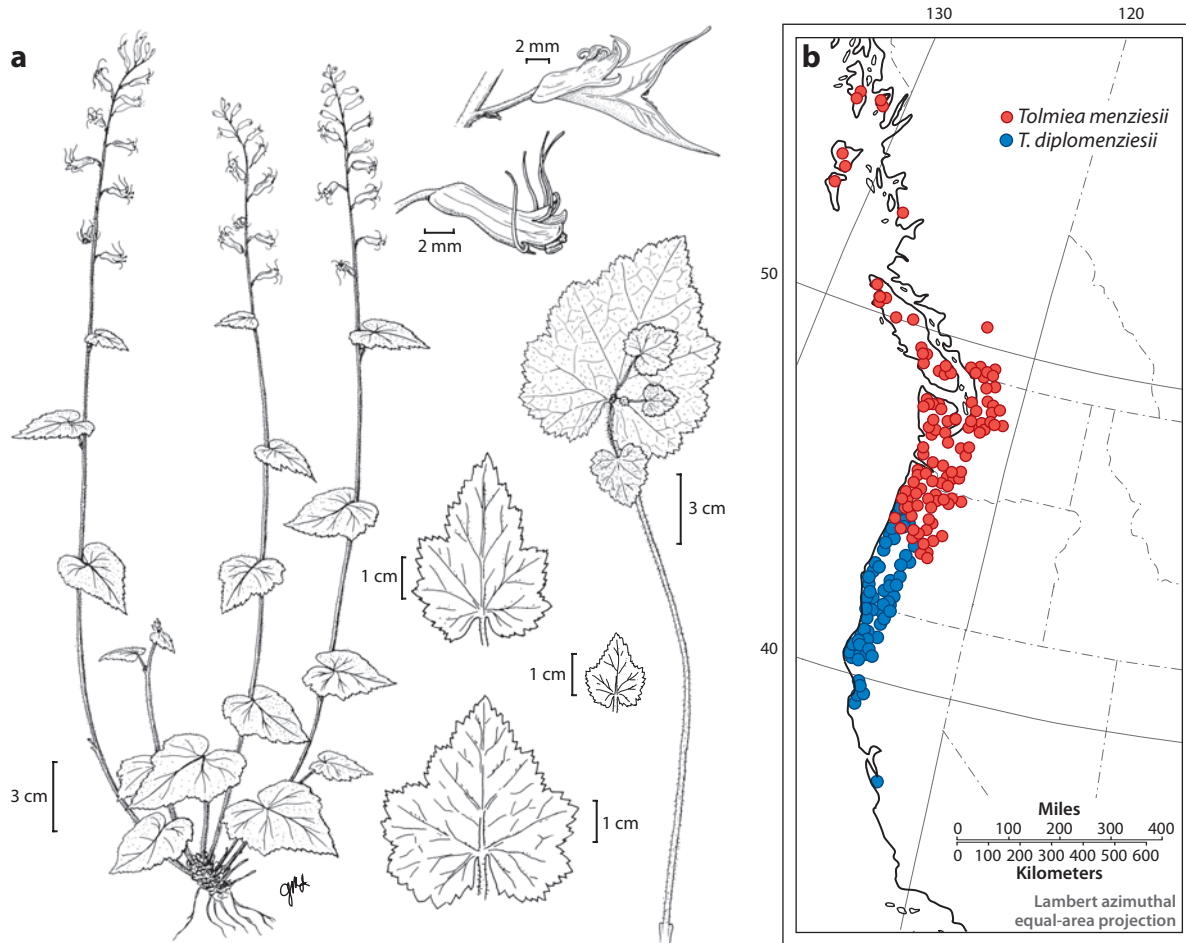 a
2 mm
2 mm
3 cm
1 cm
1 cm
3 cm
1 cm
130
120
b
Tolmiea menziesii
T. diplomenziesii
50
40
Miles
0 100 200 300 400
0 100 200 300 400 500 600
Kilometers
Lambert azimuthal
equal-area projection